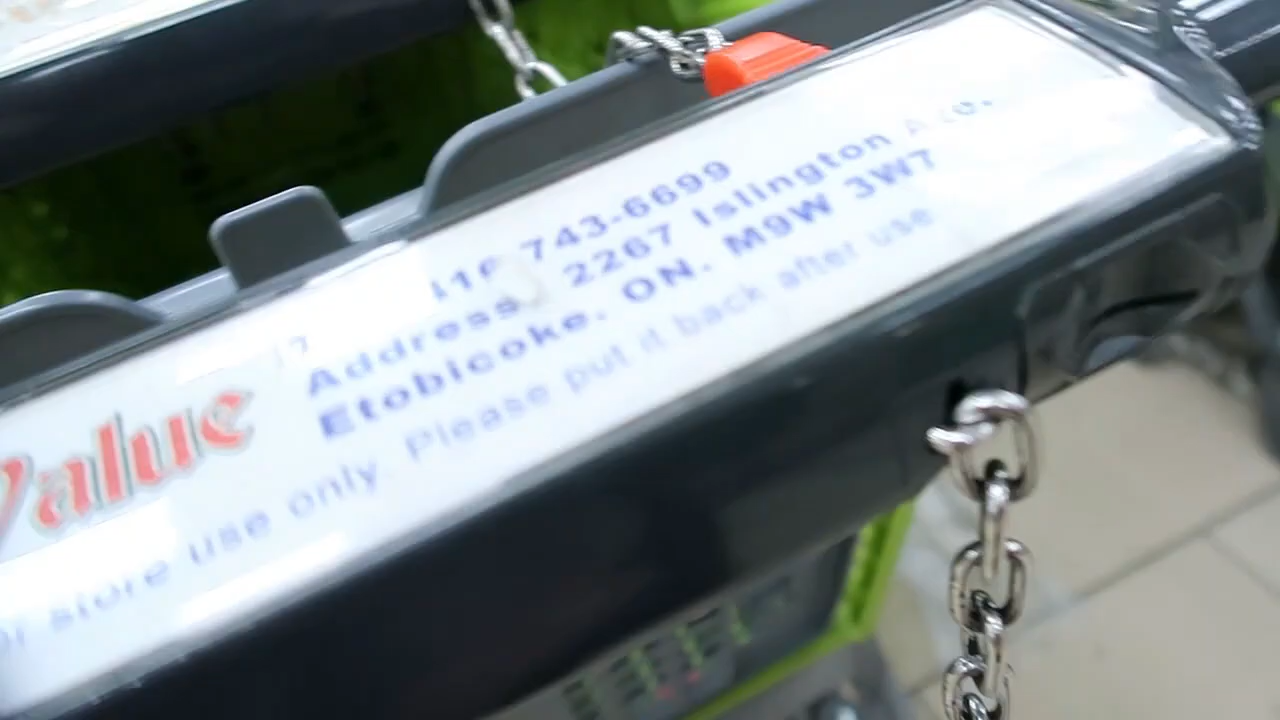 Value
743-6699
Address 2267 Islington
Etobicoke. ON. M9W 3W7
store use only Please put it back after use